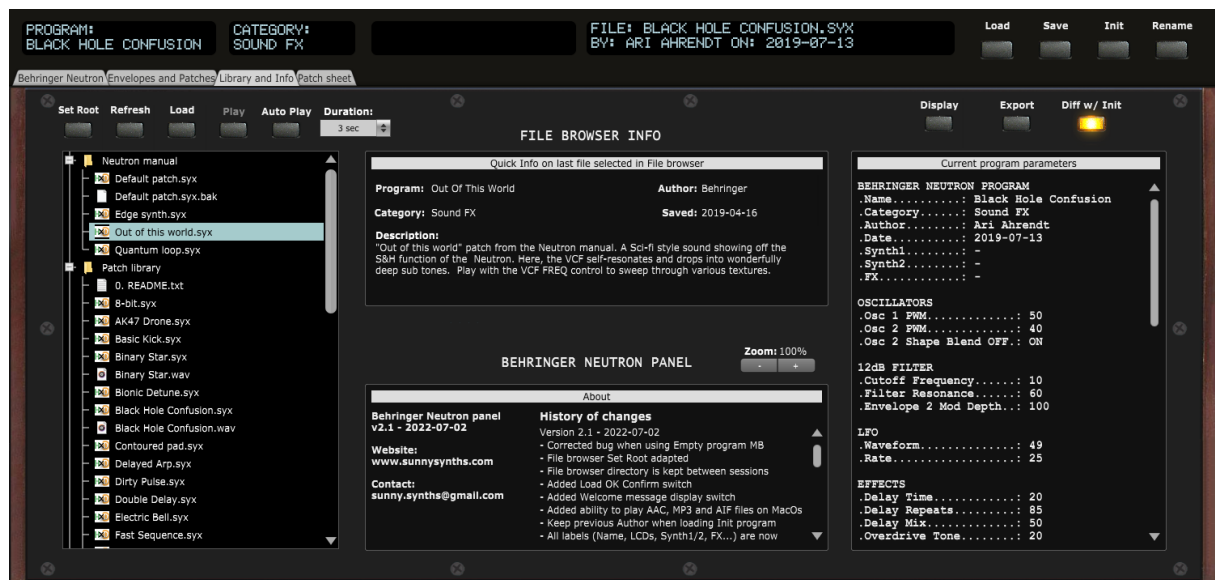 PROGRAM:
BLACK HOLE CONFUSION
CATEGORY:
SOUND FX
FILE: BLACK HOLE CONFUSION.SYX
BY: ARI AHRENDT ON: 2019-07-13
Load Save Init Rename
Behringer Neutron Envelopes and Patches Library and Info Patch sheet
Set Root Refresh Load Play Auto Play Duration:
3 sec
FILE BROWSER INFO
Display Export Diff w/ Init
Neutron manual
Default patch.syx
Default patch.syx.bak
Edge synth.syx
Out of this world.syx
Quantum loop.syx
Patch library
0. README.txt
8-bit.syx
AK47 Drone.syx
Basic Kick.syx
Binary Star.syx
Binary Star.wav
Bionic Detune.syx
Black Hole Confusion.syx
Black Hole Confusion.wav
Contoured pad.syx
Delayed Arp.syx
Dirty Pulse.syx
Double Delay.syx
Electric Bell.syx
Fast Sequence.syx
Quick Info on last file selected in File browser
Program: Out Of This World
Author: Behringer
Category: Sound FX
Saved: 2019-04-16
Description:
"Out of this world" patch from the Neutron manual. A Sci-fi style sound showing off the
S&H function of the  Neutron. Here, the VCF self-resonates and drops into wonderfully
deep sub tones.  Play with the VCF FREQ control to sweep through various textures.
BEHRINGER NEUTRON PANEL
Zoom: 100%
- +
About
Behringer Neutron panel
v2.1 - 2022-07-02
Website:
www.sunnysynths.com
Contact:
sunny.synths@gmail.com
History of changes
Version 2.1 - 2022-07-02
- Corrected bug when using Empty program MB
- File browser Set Root adapted
- File browser directory is kept between sessions
- Added Load OK Confirm switch
- Added Welcome message display switch
- Added ability to play AAC, MP3 and AIF files on MacOs
- Keep previous Author when loading Init program
- All labels (Name, LCDs, Synth1/2, FX...) are now
Current program parameters
BEHRINGER NEUTRON PROGRAM
.Name..........: Black Hole Confusion
.Category......: Sound FX
.Author........: Ari Ahrendt
.Date..........: 2019-07-13
.Synth1........: -
.Synth2........: -
.FX............: -
OSCILLATORS
.Osc 1 PWM.............: 50
.Osc 2 PWM.............: 40
.Osc 2 Shape Blend OFF.: ON
12dB FILTER
.Cutoff Frequency......: 10
.Filter Resonance......: 60
.Envelope 2 Mod Depth..: 100
LFO
.Waveform..............: 49
.Rate..................: 25
EFFECTS
.Delay Time............: 20
.Delay Repeats.........: 85
.Delay Mix.............: 50
.Overdrive Tone........: 20